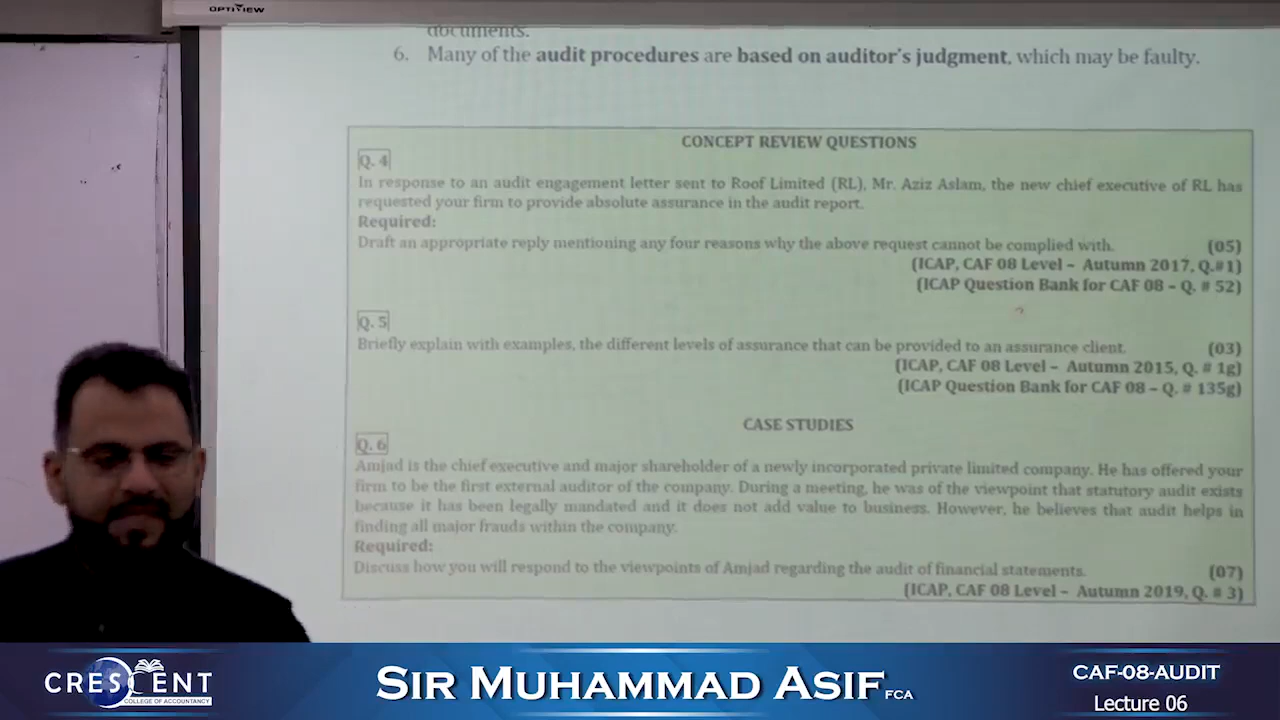 OPTIVIEW
documents.
6. Many of the audit procedures are based on auditor's judgment, which may be faulty.
CONCEPT REVIEW QUESTIONS
Q. 4
In response to an audit engagement letter sent to Roof Limited (RL), Mr. Aziz Aslam, the new chief executive of RL has
requested your firm to provide absolute assurance in the audit report.
Required:
Draft an appropriate reply mentioning any four reasons why the above request cannot be complied with. (05)
(ICAP, CAF 08 Level – Autumn 2017, Q.#1)
(ICAP Question Bank for CAF 08 – Q. # 52)
Q. 5
Briefly explain with examples, the different levels of assurance that can be provided to an assurance client. (03)
(ICAP, CAF 08 Level – Autumn 2015, Q. # 1g)
(ICAP Question Bank for CAF 08 – Q. # 135g)
CASE STUDIES
Q. 6
Amjad is the chief executive and major shareholder of a newly incorporated private limited company. He has offered your
firm to be the first external auditor of the company. During a meeting, he was of the viewpoint that statutory audit exists
because it has been legally mandated and it does not add value to business. However, he believes that audit helps in
finding all major frauds within the company.
Required:
Discuss how you will respond to the viewpoints of Amjad regarding the audit of financial statements. (07)
(ICAP, CAF 08 Level – Autumn 2019, Q. # 3)
CRESCENT
COLLEGE OF ACCOUNTANCY
SIR MUHAMMAD ASIF FCA
CAF-08-AUDIT
Lecture 06